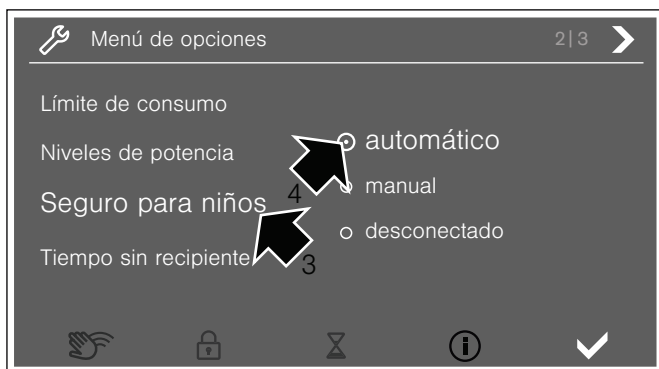 Menú de opciones 2|3
Límite de consumo
Niveles de potencia
Seguro para niños
Tiempo sin recipiente
automático
manual
desconectado
4
3